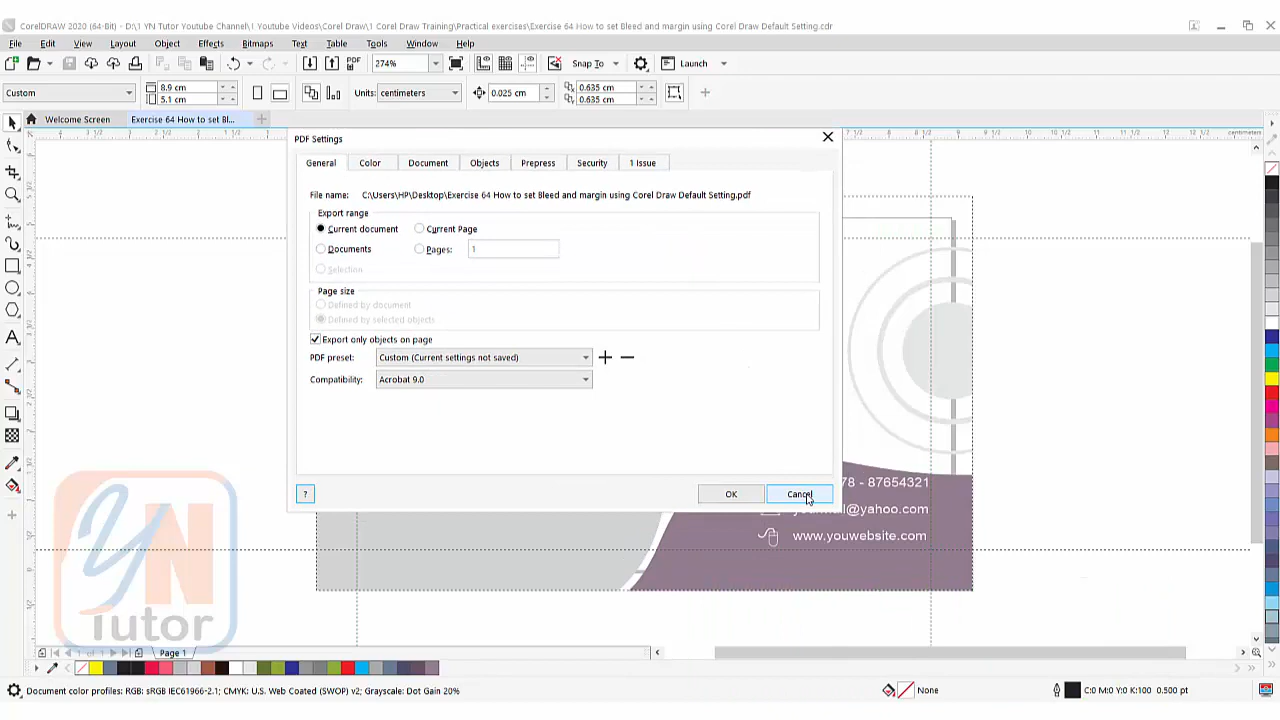 CorelDRAW 2020 (64-Bit) - D:\1 YN Tutor Youtube Channel\1 Youtube Videos\Corel Draw\1 Corel Draw Training\Practical exercises\Exercise 64 How to set Bleed and margin using Corel Draw Default Setting.cdr
File Edit View Layout Object Effects Bitmaps Text Table Tools Window Help
PDF 274% Snap To Launch
Custom 8.9 cm 5.1 cm Units: centimeters 0.025 cm 0.635 cm 0.635 cm
Welcome Screen Exercise 64 How to set Bl...
centimeters
PDF Settings
General Color Document Objects Prepress Security 1 Issue
File name: C:\Users\HP\Desktop\Exercise 64 How to set Bleed and margin using Corel Draw Default Setting.pdf
Export range
Current document Current Page
Documents Pages: 1
Selection
Page size
Defined by document
Defined by selected objects
Export only objects on page
PDF preset: Custom (Current settings not saved)
Compatibility: Acrobat 9.0
? OK Cancel
78 - 87654321
@yahoo.com
www.youwebsite.com
YN
Tutor
1 of 1 Page 1
Document color profiles: RGB: sRGB IEC61966-2.1; CMYK: U.S. Web Coated (SWOP) v2; Grayscale: Dot Gain 20% None C:0 M:0 Y:0 K:100 0.500 pt